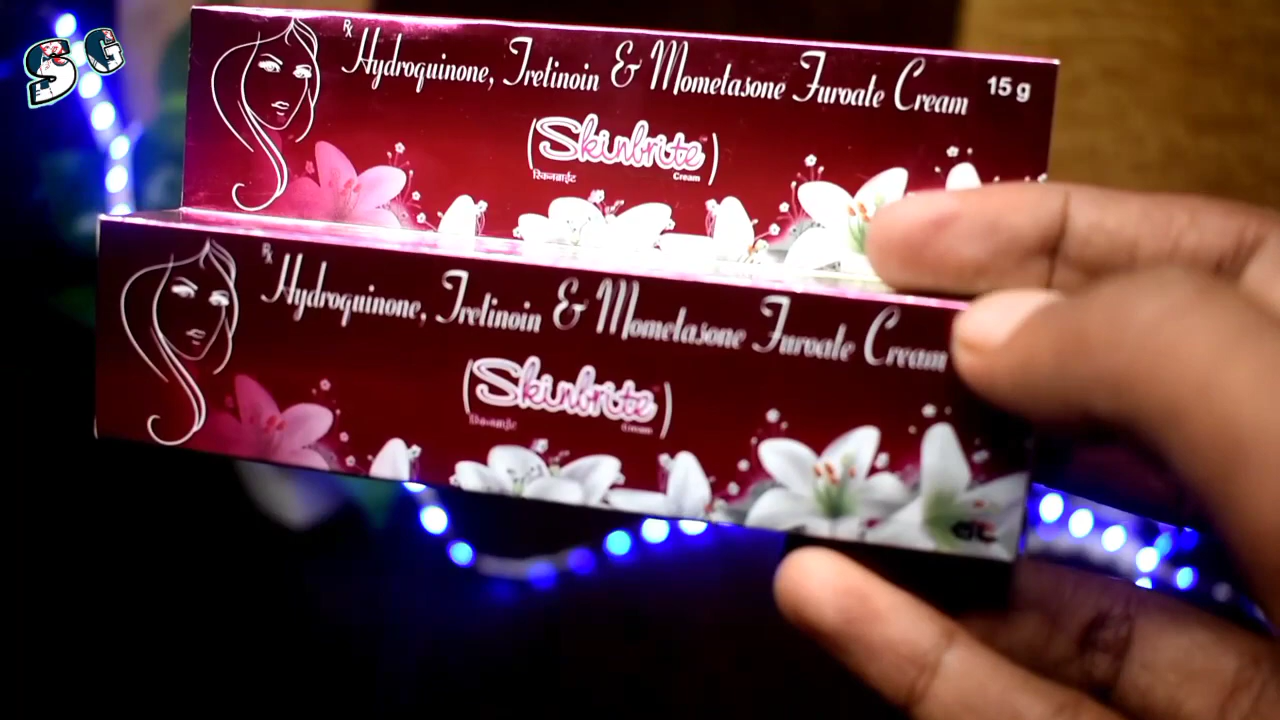 SG
Rx
Hydroquinone, Tretinoin & Mometasone Furoate Cream 15 g
(Skinbrite)
स्किनब्राईट Cream
Rx
Hydroquinone, Tretinoin & Mometasone Furoate Cream
(Skinbrite)
Cream